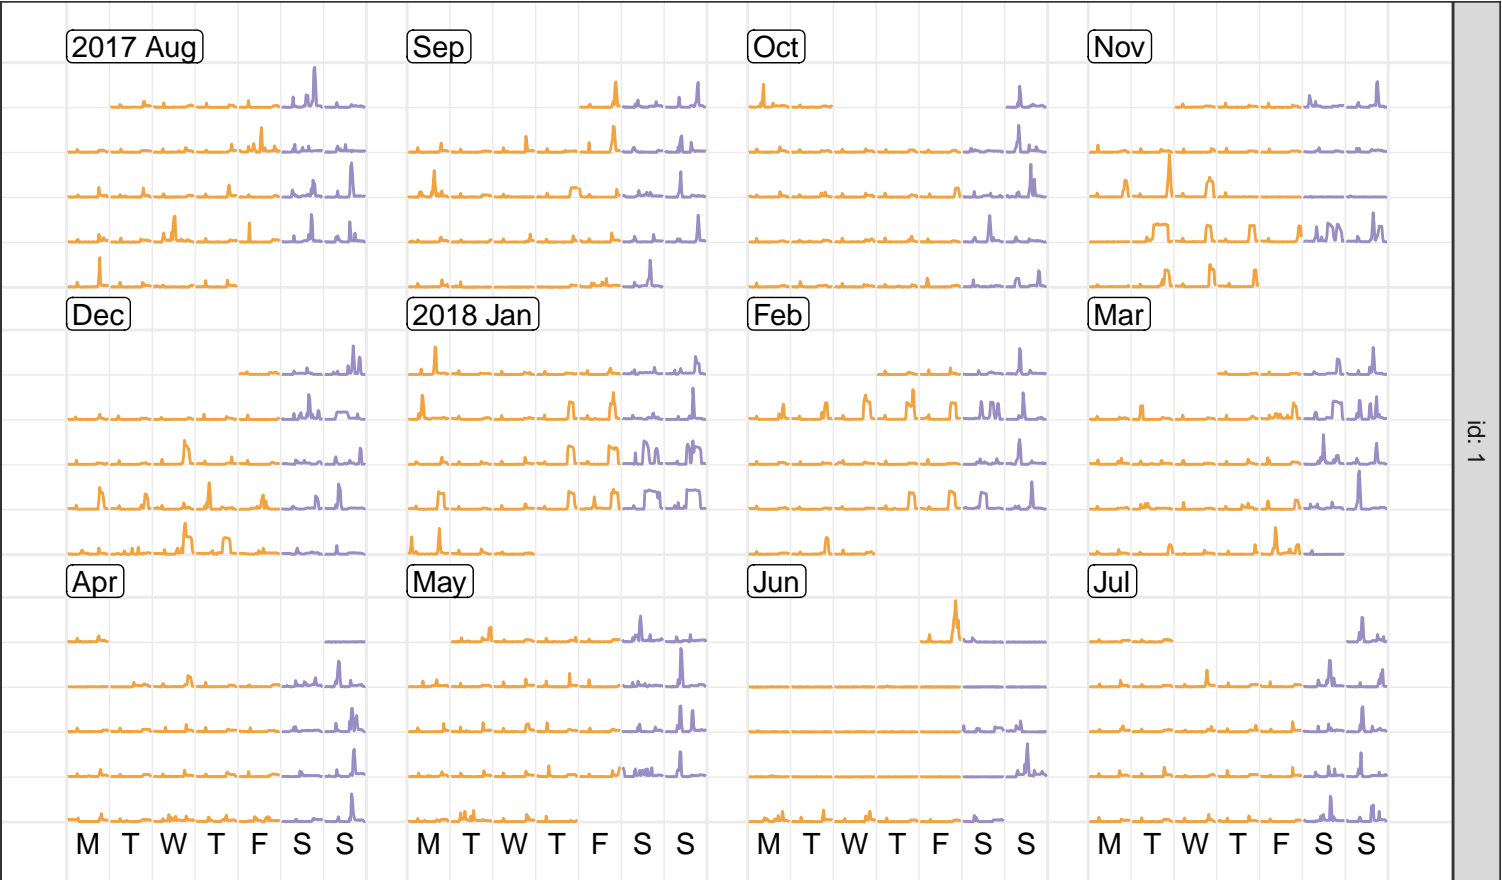 2017 Aug Sep Oct Nov
Dec 2018 Jan Feb Mar
Apr May Jun Jul
M T W T F S S M T W T F S S M T W T F S S M T W T F S S
id: 1